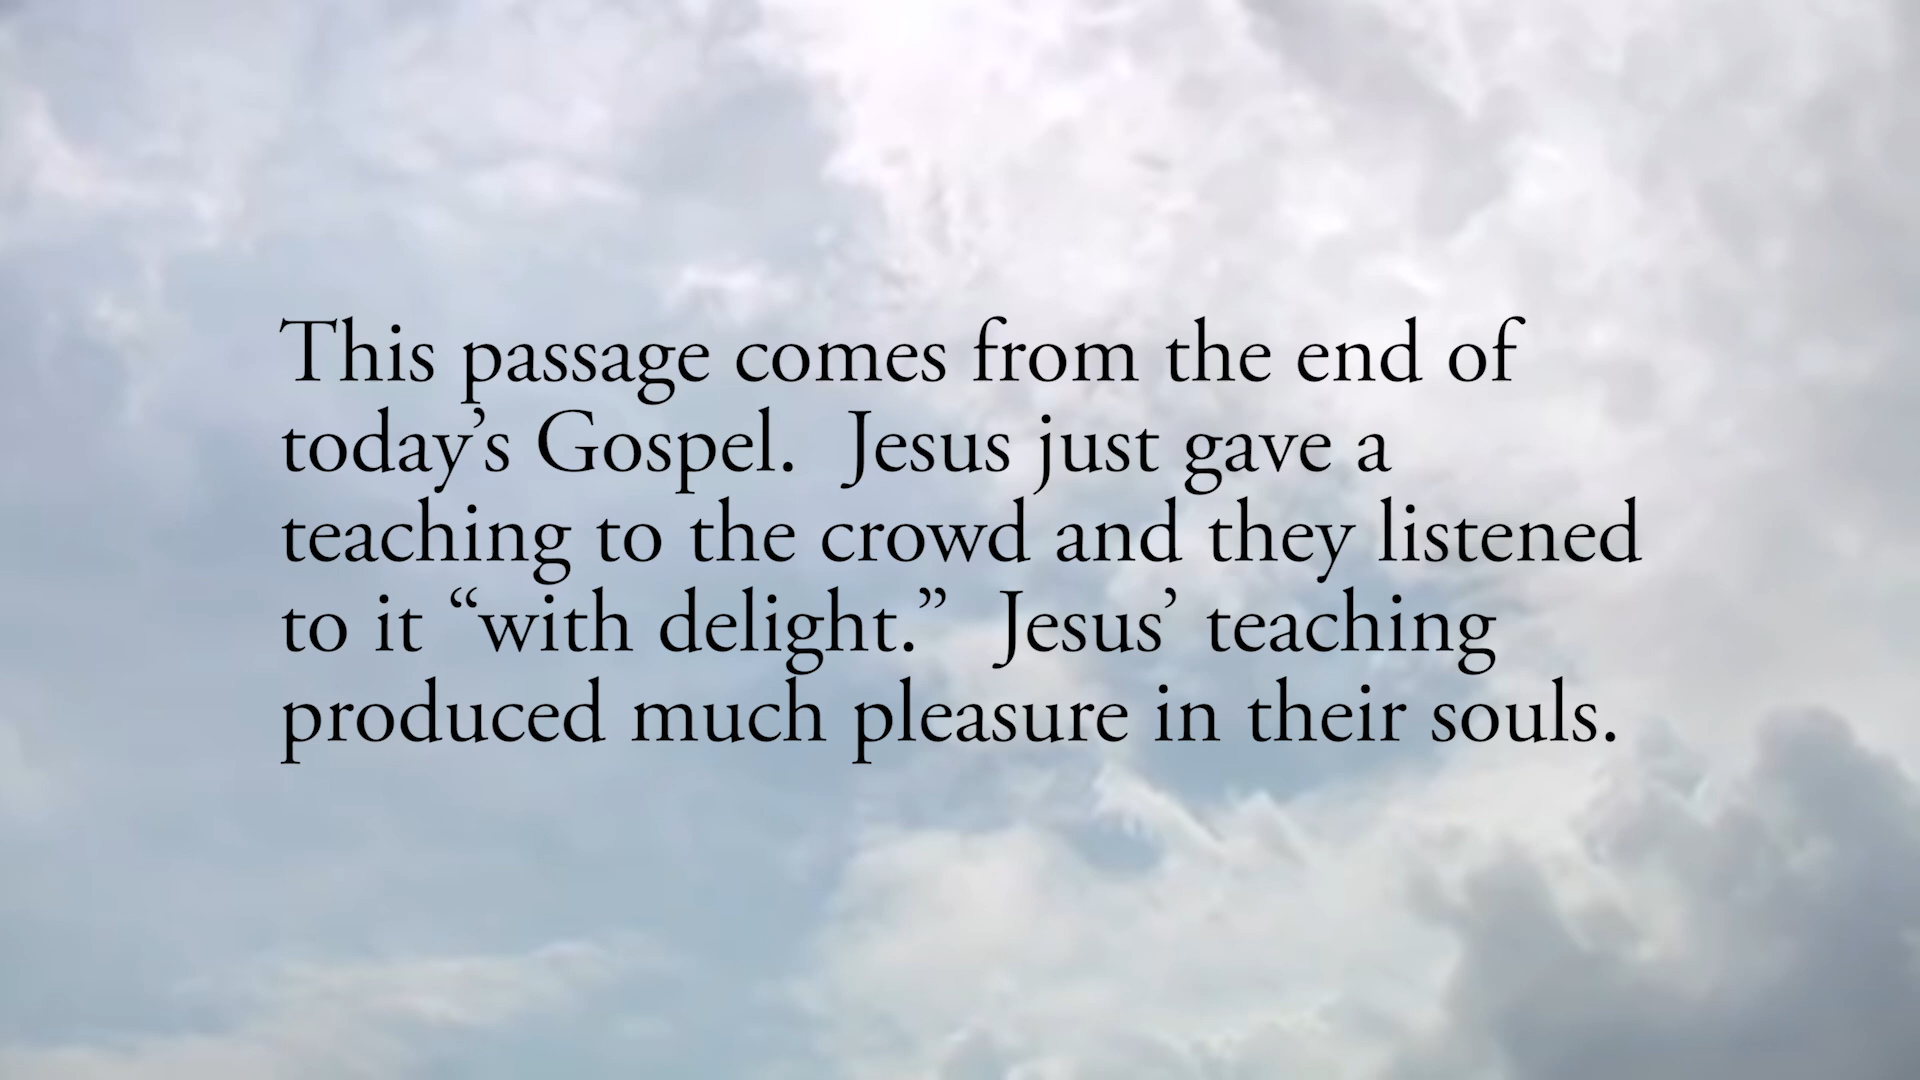 This passage comes from the end of
today’s Gospel.  Jesus just gave a
teaching to the crowd and they listened
to it “with delight.”  Jesus’ teaching
produced much pleasure in their souls.